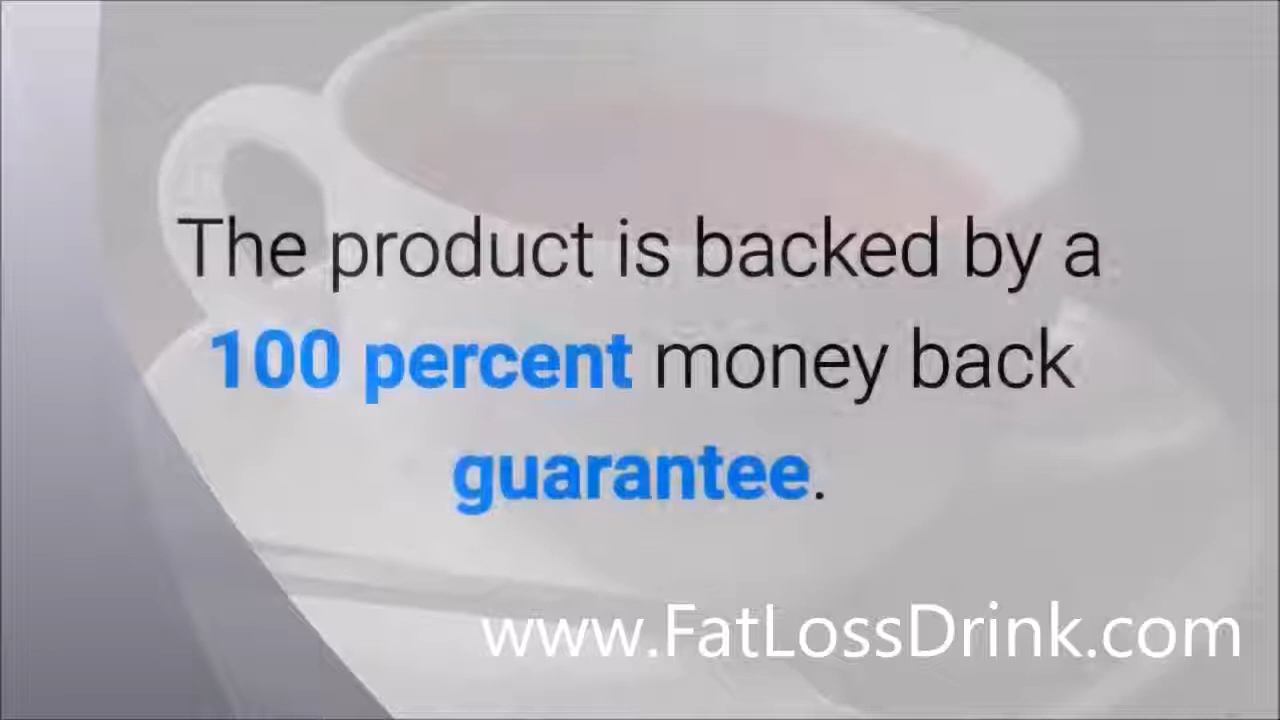 The product is backed by a
100 percent money back
guarantee.
www.FatLossDrink.com